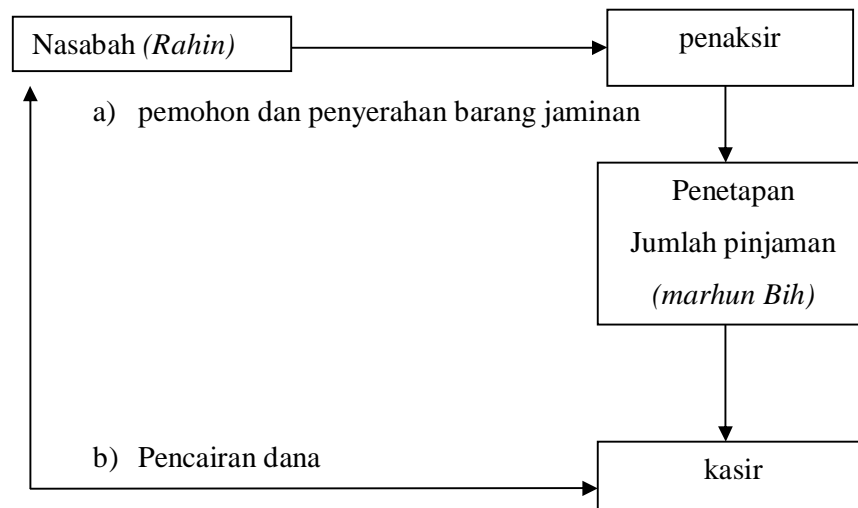 Nasabah (Rahin)
penaksir
a) pemohon dan penyerahan barang jaminan
Penetapan
Jumlah pinjaman
(marhun Bih)
b) Pencairan dana
kasir